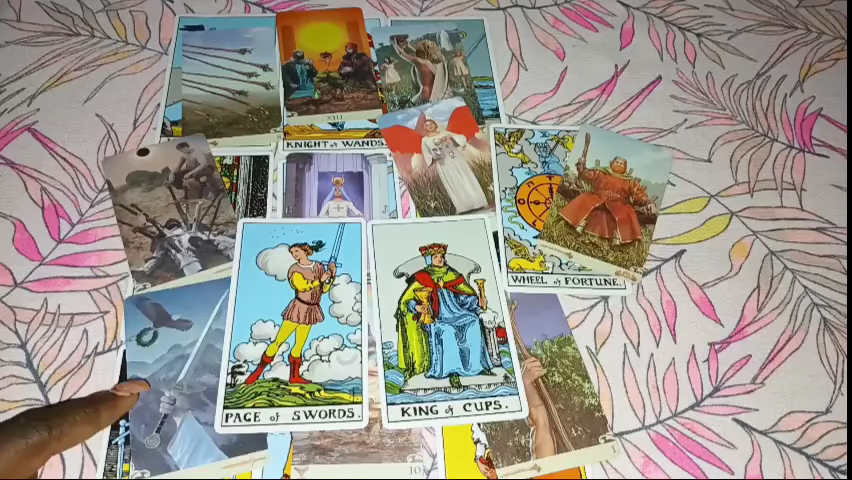 XIII
KNIGHT of WANDS.
WHEEL of FORTUNE.
PAGE of SWORDS.
KING of CUPS.